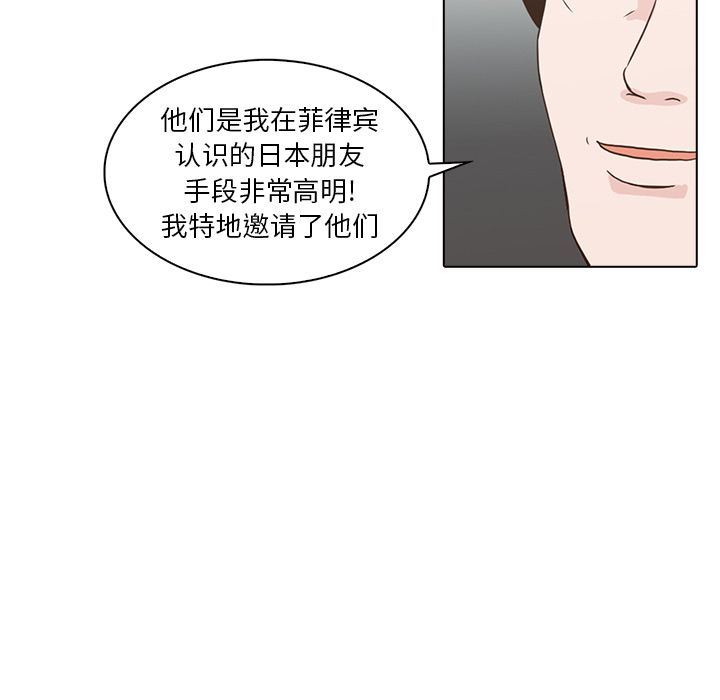 他们是我在菲律宾
认识的日本朋友
手段非常高明!
我特地邀请了他们